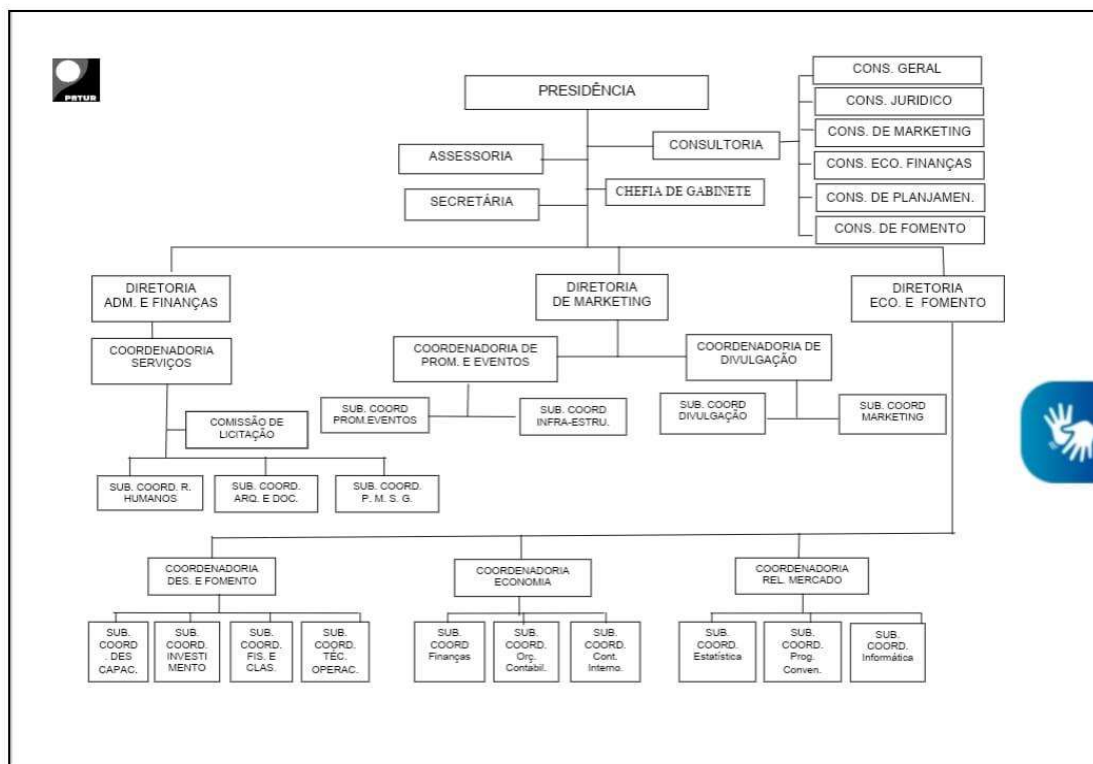 PBTUR
PRESIDÊNCIA
CONS. GERAL
CONS. JURIDICO
CONS. DE MARKETING
CONS. ECO. FINANÇAS
CONS. DE PLANJAMEN.
CONS. DE FOMENTO
CONSULTORIA
ASSESSORIA
CHEFIA DE GABINETE
SECRETÁRIA
DIRETORIA
ADM. E FINANÇAS
DIRETORIA
DE MARKETING
DIRETORIA
ECO. E FOMENTO
COORDENADORIA
SERVIÇOS
COORDENADORIA DE
PROM. E EVENTOS
COORDENADORIA DE
DIVULGAÇÃO
COMISSÃO DE
LICITAÇÃO
SUB. COORD
PROM.EVENTOS
SUB. COORD
INFRA-ESTRU.
SUB. COORD
DIVULGAÇÃO
SUB. COORD
MARKETING
SUB. COORD. R.
HUMANOS
SUB. COORD.
ARQ. E DOC.
SUB. COORD.
P. M. S. G.
COORDENADORIA
DES. E FOMENTO
COORDENADORIA
ECONOMIA
COORDENADORIA
REL. MERCADO
SUB.
COORD
. DES
CAPAC.
SUB.
COORD.
INVESTI
MENTO
SUB.
COORD.
FIS. E
CLAS.
SUB.
COORD.
TÉC.
OPERAC.
SUB.
COORD
Finanças
SUB.
COORD.
Orç.
Contabil.
SUB.
COORD.
Cont.
Interno.
SUB.
COORD.
Estatística
SUB.
COORD.
Prog.
Conven.
SUB.
COORD.
Informática